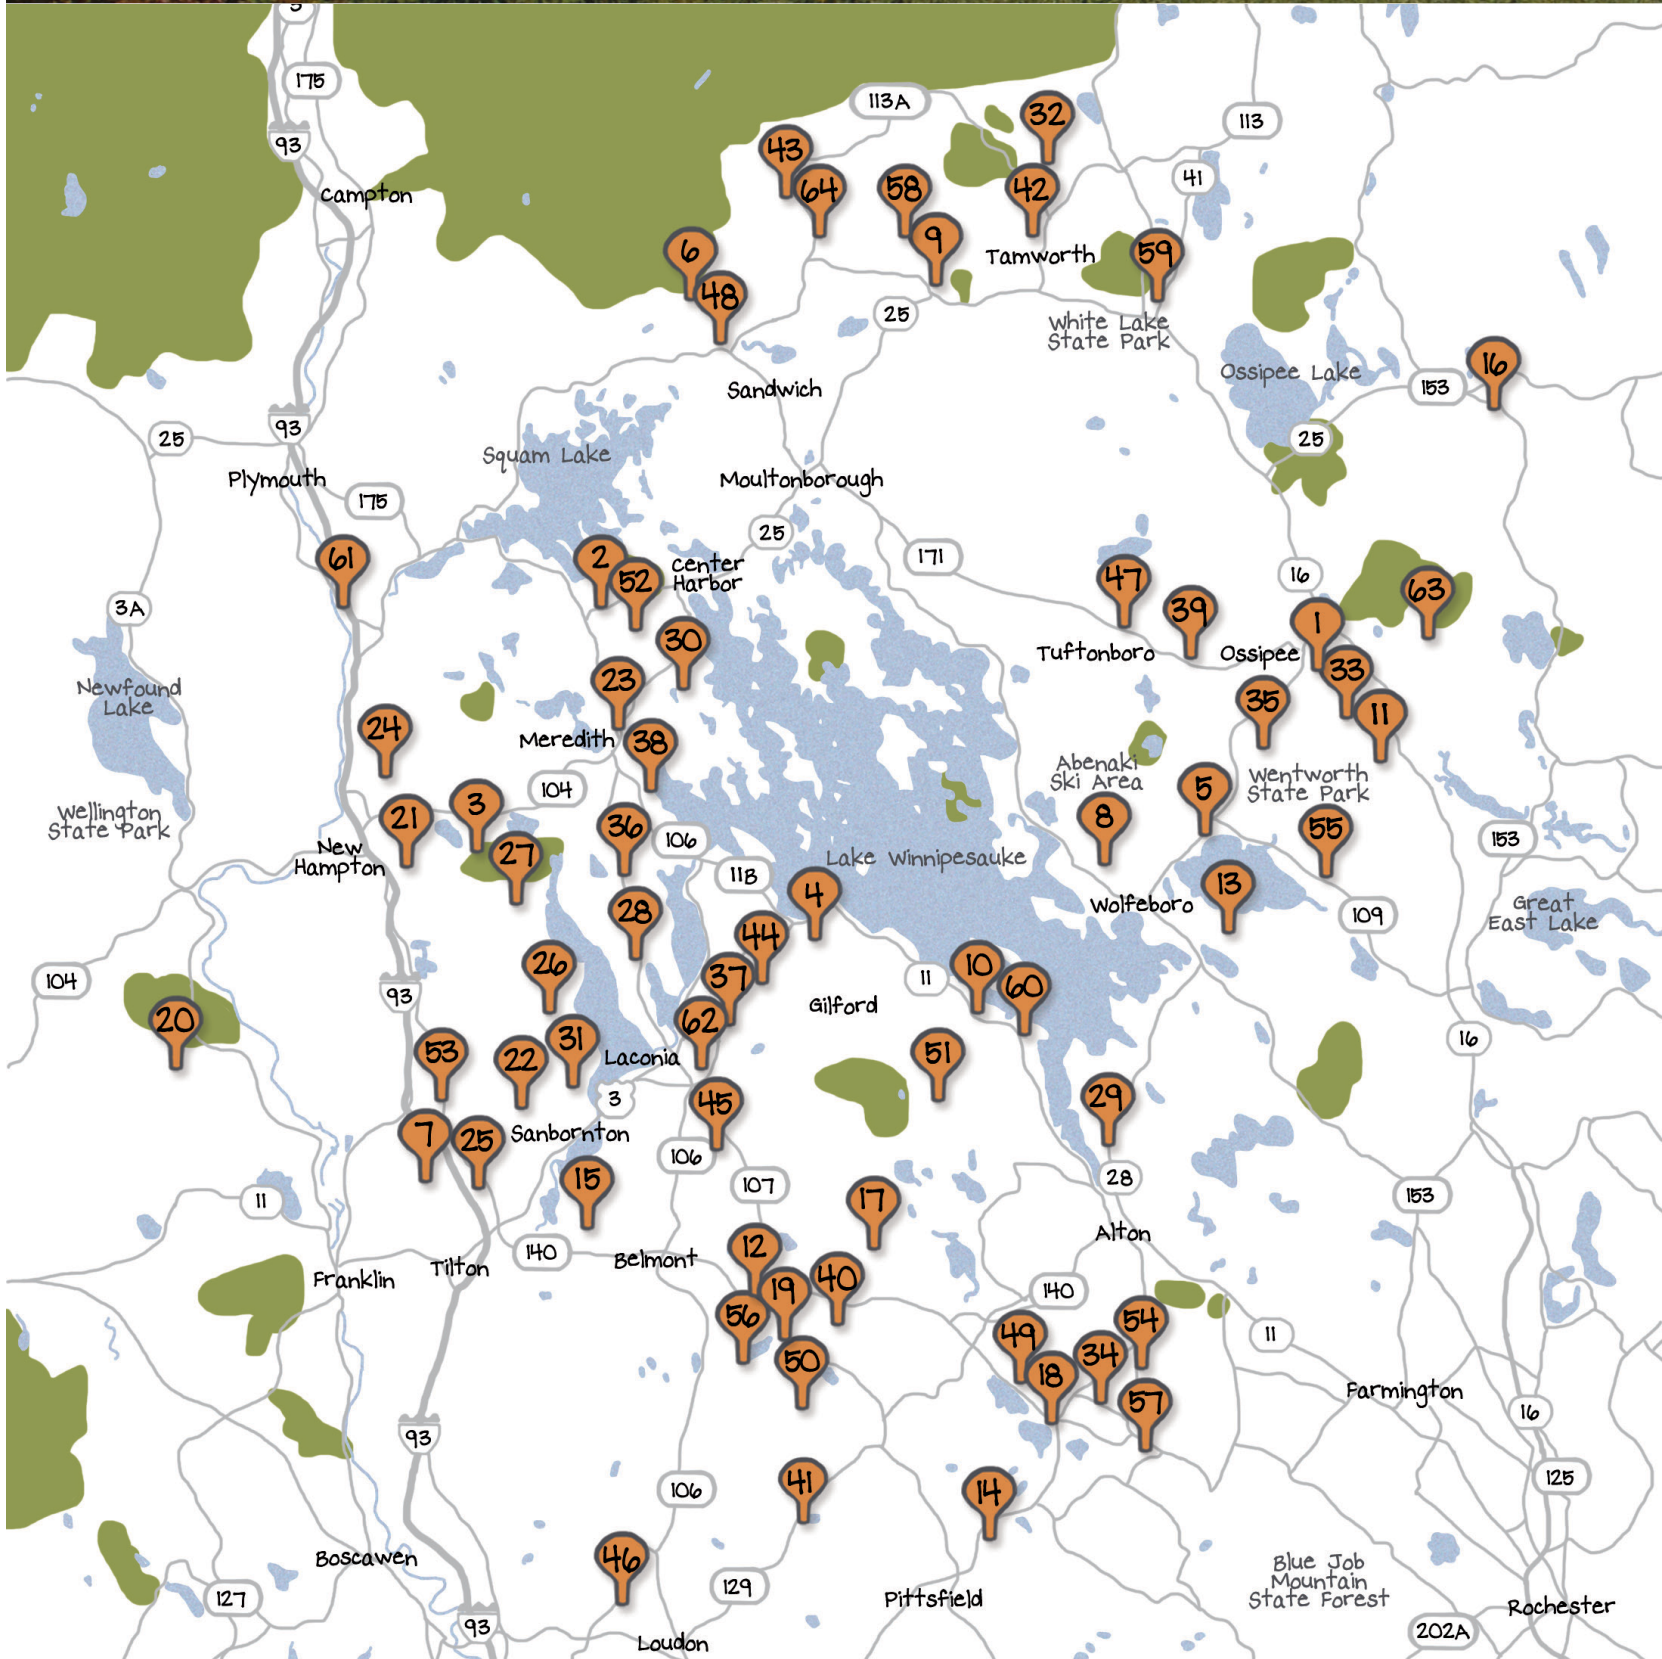 3
175
113A
32
113
93
43
41
Campton
64
58
42
9
6
Tamworth
59
48
25
White Lake
State Park
16
Ossipee Lake
Sandwich
153
93
25
25
Squam Lake
Plymouth
Moultonborough
175
25
61
2
Center
Harbor
52
171
47
16
63
3A
39
1
30
Tuftonboro
Ossipee
33
23
Newfound
Lake
35
11
24
Meredith
38
Abenaki
Ski Area
Wentworth
State Park
104
5
3
21
8
Wellington
State Park
36
55
106
153
New
Hampton
27
Lake Winnipesauke
11B
4
13
28
Wolfeboro
109
Great
East Lake
44
26
10
37
11
104
60
93
Gilford
20
62
16
31
53
22
Laconia
51
3
45
29
7
25
Sanbornton
106
15
28
107
17
153
11
Alton
12
140
Belmont
Tilton
Franklin
40
19
140
56
54
49
11
34
50
18
Farmington
57
16
93
125
41
106
14
46
Boscawen
Blue Job
Mountain
State Forest
129
127
Pittsfield
Rochester
93
202A
Loudon